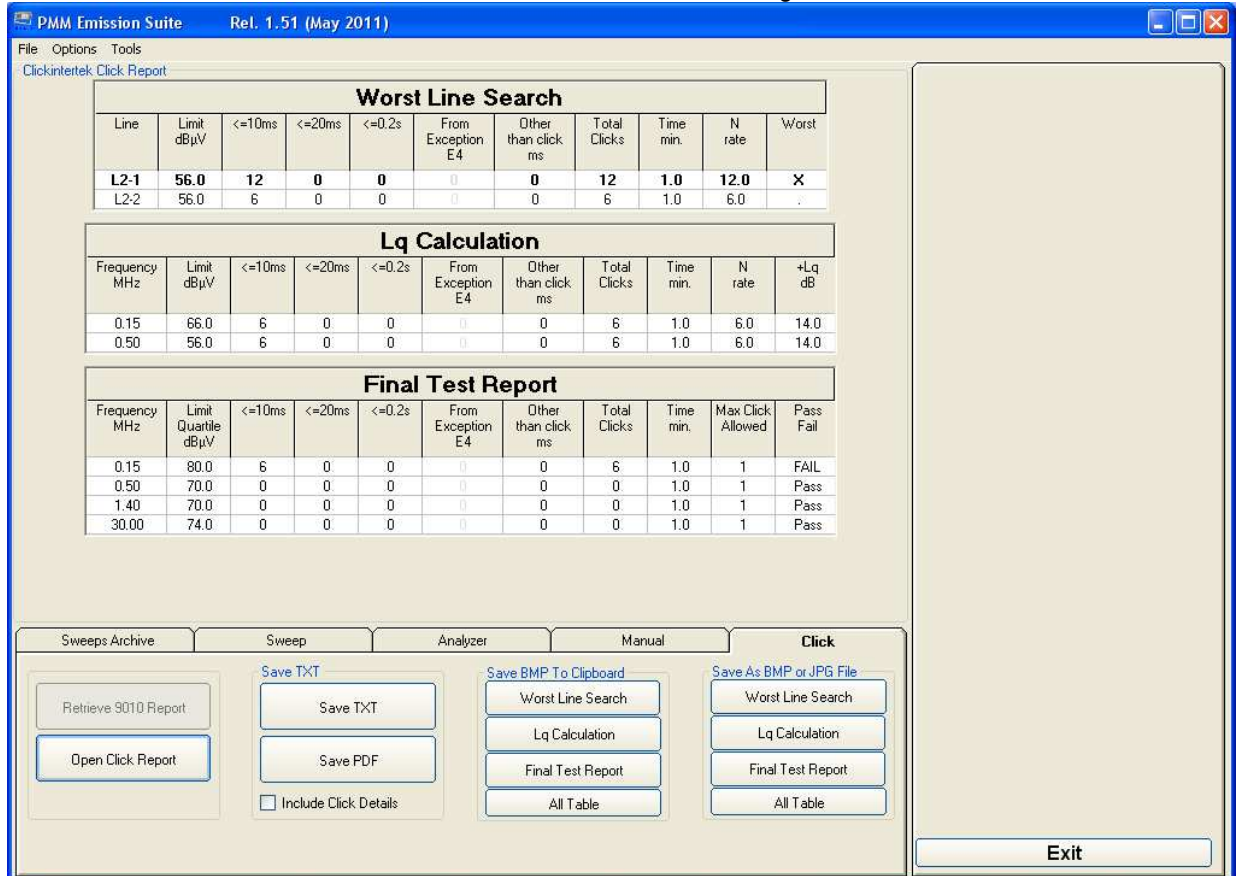 PMM Emission Suite Rel. 1.51 (May 2011)
File Options Tools
Clickintertek Click Report
Worst Line Search
Line Limit dBµV <=10ms <=20ms <=0.2s From Exception E4 Other than click ms Total Clicks Time min. N rate Worst
L2-1 56.0 12 0 0 0 0 12 1.0 12.0 X
L2-2 56.0 6 0 0 0 0 6 1.0 6.0 .
Lq Calculation
Frequency MHz Limit dBµV <=10ms <=20ms <=0.2s From Exception E4 Other than click ms Total Clicks Time min. N rate +Lq dB
0.15 66.0 6 0 0 0 0 6 1.0 6.0 14.0
0.50 56.0 6 0 0 0 0 6 1.0 6.0 14.0
Final Test Report
Frequency MHz Limit Quartile dBµV <=10ms <=20ms <=0.2s From Exception E4 Other than click ms Total Clicks Time min. Max Click Allowed Pass Fail
0.15 80.0 6 0 0 0 0 6 1.0 1 FAIL
0.50 70.0 0 0 0 0 0 0 1.0 1 Pass
1.40 70.0 0 0 0 0 0 0 1.0 1 Pass
30.00 74.0 0 0 0 0 0 0 1.0 1 Pass
Sweeps Archive Sweep Analyzer Manual Click
Retrieve 9010 Report
Open Click Report
Save TXT
Save TXT
Save PDF
Include Click Details
Save BMP To Clipboard
Worst Line Search
Lq Calculation
Final Test Report
All Table
Save As BMP or JPG File
Worst Line Search
Lq Calculation
Final Test Report
All Table
Exit